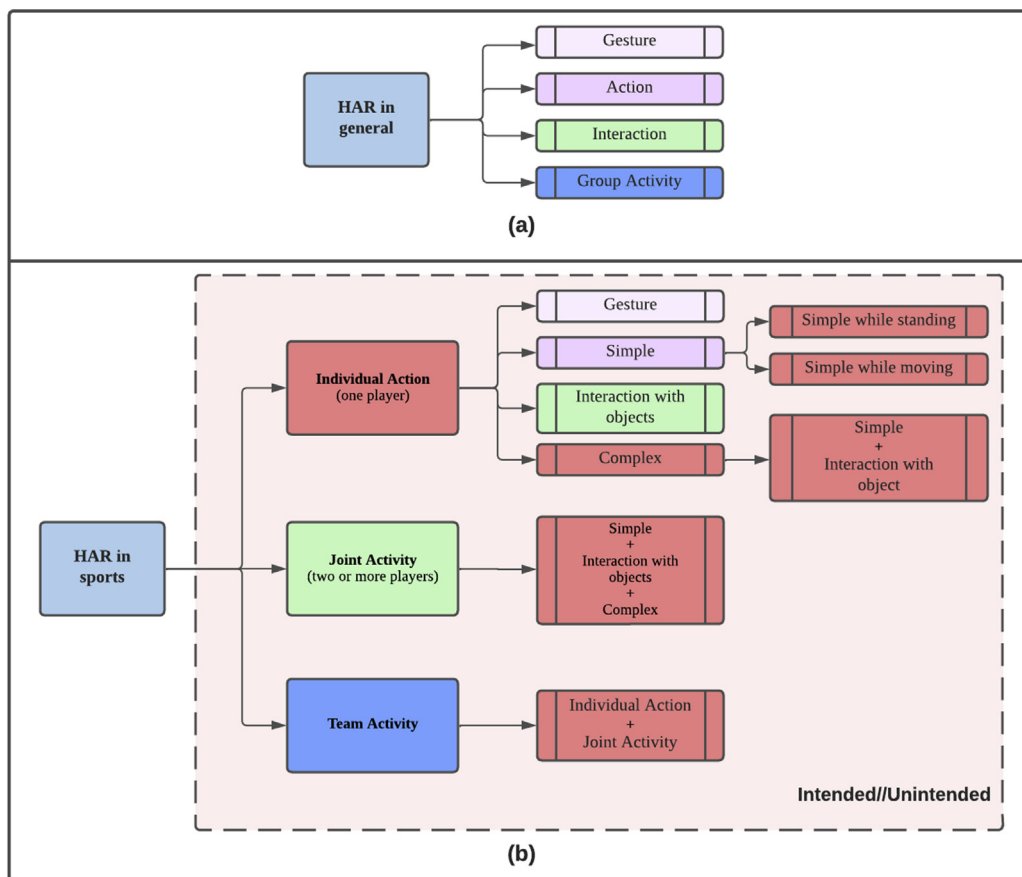 HAR in
general
Gesture
Action
Interaction
Group Activity
(a)
HAR in
sports
Individual Action
(one player)
Gesture
Simple
Simple while standing
Simple while moving
Interaction with
objects
Complex
Simple
+
Interaction with
object
Joint Activity
(two or more players)
Simple
+
Interaction with
objects
+
Complex
Team Activity
Individual Action
+
Joint Activity
Intended//Unintended
(b)